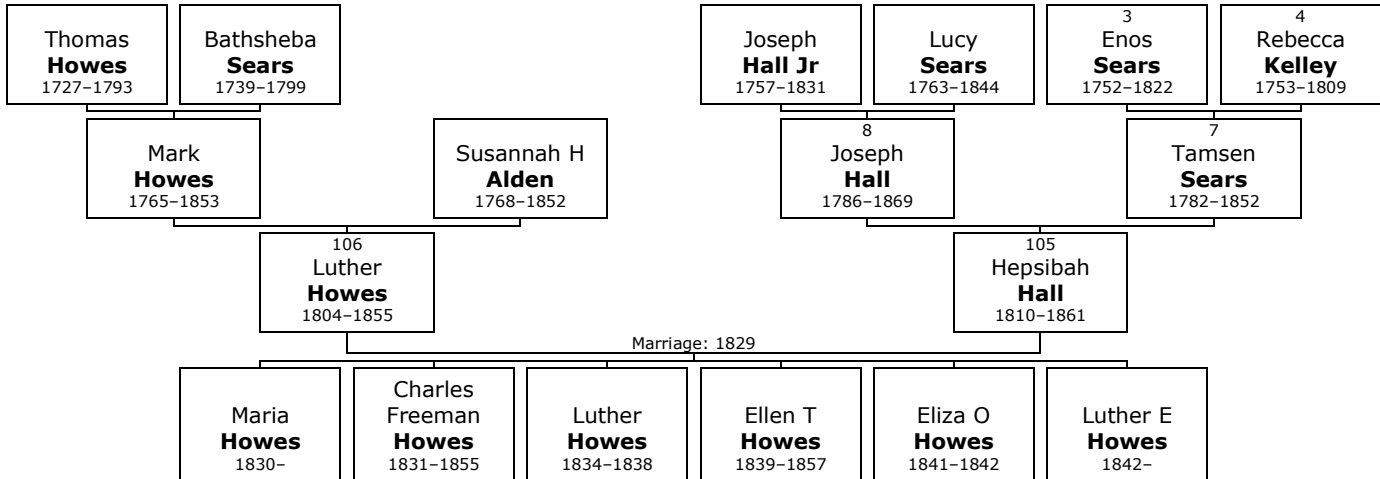 Thomas
Howes
1727–1793
Bathsheba
Sears
1739–1799
Joseph
Hall Jr
1757–1831
Lucy
Sears
1763–1844
3
Enos
Sears
1752–1822
4
Rebecca
Kelley
1753–1809
Mark
Howes
1765–1853
Susannah H
Alden
1768–1852
8
Joseph
Hall
1786–1869
7
Tamsen
Sears
1782–1852
106
Luther
Howes
1804–1855
105
Hepsibah
Hall
1810–1861
Marriage: 1829
Maria
Howes
1830–
Charles
Freeman
Howes
1831–1855
Luther
Howes
1834–1838
Ellen T
Howes
1839–1857
Eliza O
Howes
1841–1842
Luther E
Howes
1842–